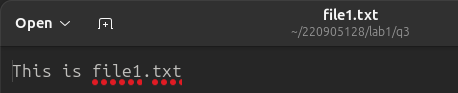 Open
file1.txt
~/220905128/lab1/q3
This is file1.txt